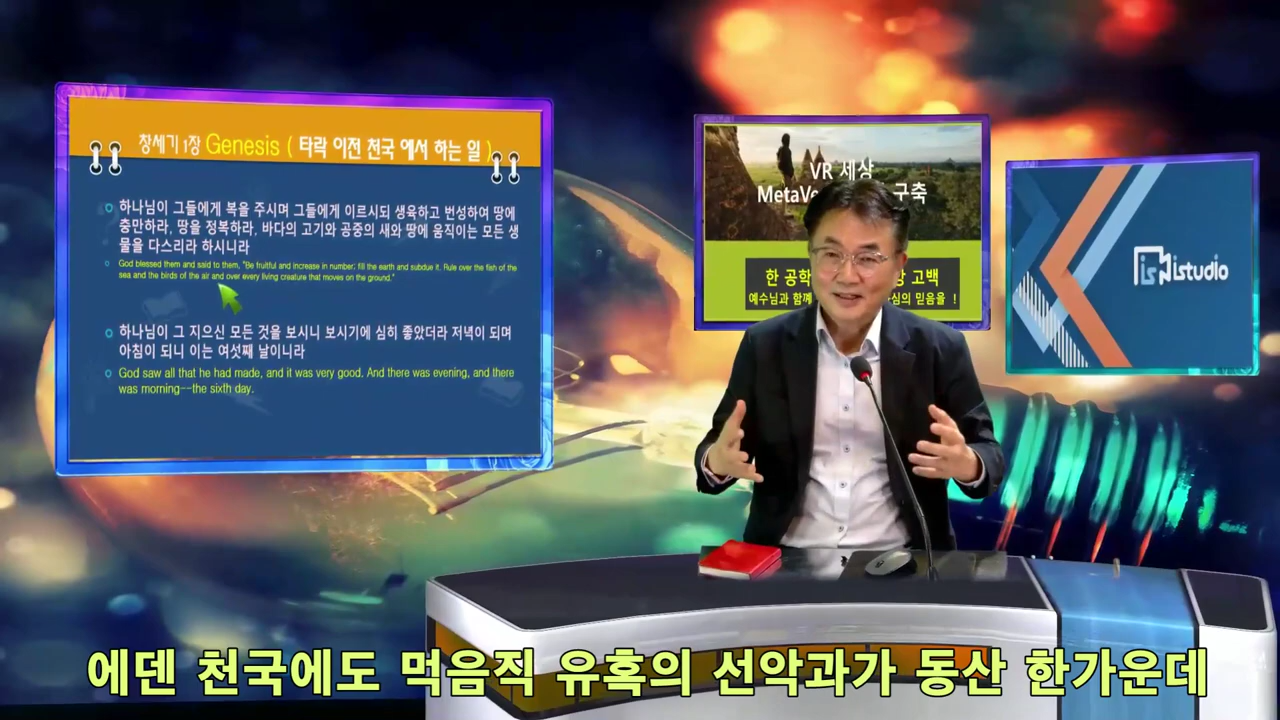 창세기 1장 Genesis ( 타락 이전 천국 에서 하는 일 )
하나님이 그들에게 복을 주시며 그들에게 이르시되 생육하고 번성하여 땅에
충만하라, 땅을 정복하라, 바다의 고기와 공중의 새와 땅에 움직이는 모든 생
물을 다스리라 하시니라
God blessed them and said to them, "Be fruitful and increase in number; fill the earth and subdue it. Rule over the fish of the
sea and the birds of the air and over every living creature that moves on the ground."
하나님이 그 지으신 모든 것을 보시니 보시기에 심히 좋았더라 저녁이 되며
아침이 되니 이는 여섯째 날이니라
God saw all that he had made, and it was very good. And there was evening, and there
was morning--the sixth day.
VR 세상
구축
한 공학
고백
예수님과 함께
믿음을 !
istudio
에덴 천국에도 먹음직 유혹의 선악과가 동산 한가운데